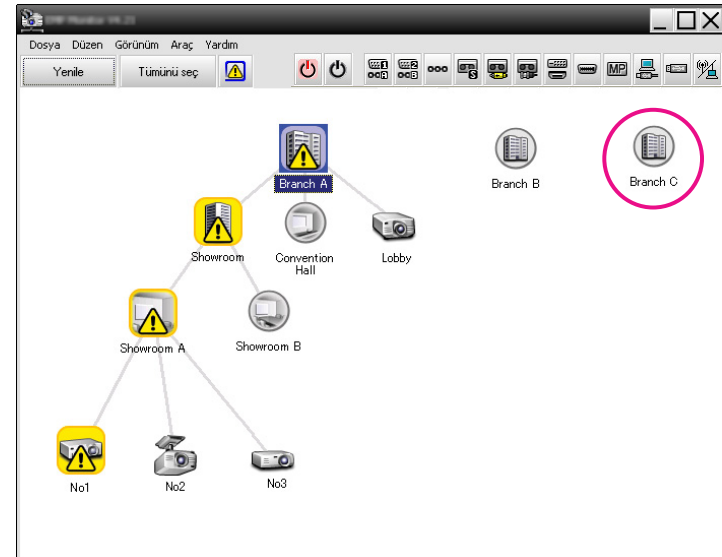 Dosya Düzen Görünüm Araç Yardım
Yenile Tümünü seç MP
Branch A Branch B Branch C
Showroom Convention Hall Lobby
Showroom A Showroom B
No1 No2 No3